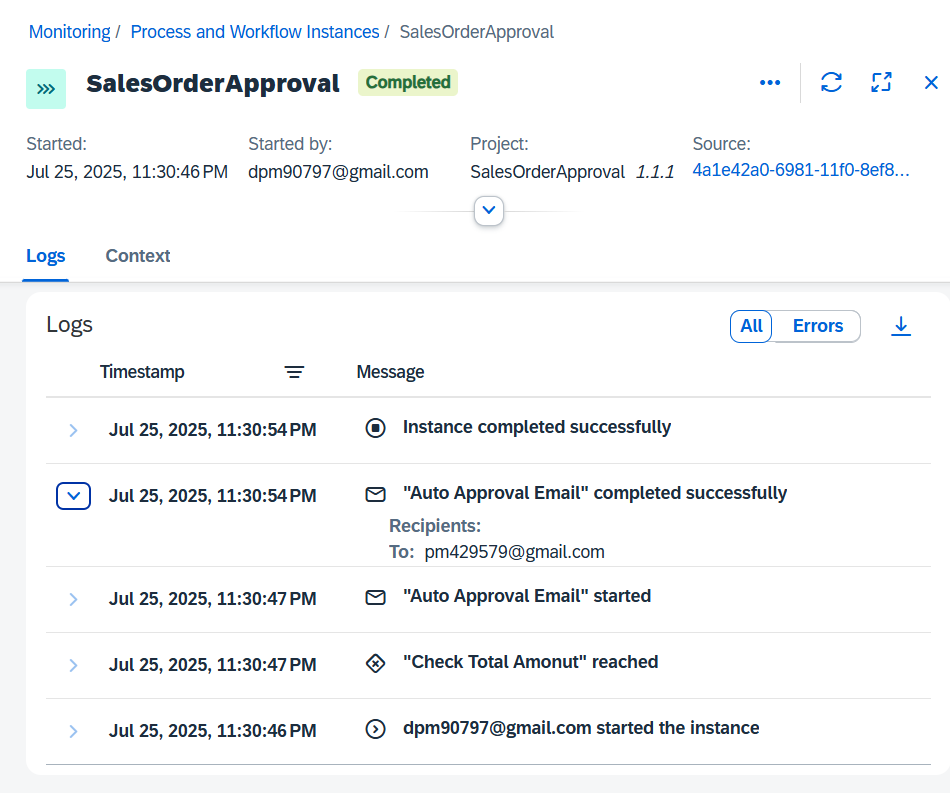 Monitoring / Process and Workflow Instances / SalesOrderApproval
SalesOrderApproval Completed
Started: Started by: Project: Source:
Jul 25, 2025, 11:30:46 PM dpm90797@gmail.com SalesOrderApproval 1.1.1 4a1e42a0-6981-11f0-8ef8...
Logs Context
Logs All Errors
Timestamp Message
Jul 25, 2025, 11:30:54 PM Instance completed successfully
Jul 25, 2025, 11:30:54 PM "Auto Approval Email" completed successfully
Recipients:
To: pm429579@gmail.com
Jul 25, 2025, 11:30:47 PM "Auto Approval Email" started
Jul 25, 2025, 11:30:47 PM "Check Total Amonut" reached
Jul 25, 2025, 11:30:46 PM dpm90797@gmail.com started the instance